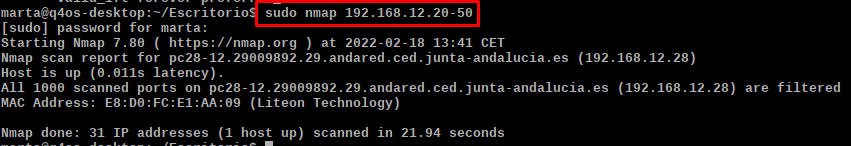 valid_lft forever prefer
marta@q4os-desktop:~/Escritorio$ sudo nmap 192.168.12.20-50
[sudo] password for marta:
Starting Nmap 7.80 ( https://nmap.org ) at 2022-02-18 13:41 CET
Nmap scan report for pc28-12.29009892.29.andared.ced.junta-andalucia.es (192.168.12.28)
Host is up (0.011s latency).
All 1000 scanned ports on pc28-12.29009892.29.andared.ced.junta-andalucia.es (192.168.12.28) are filtered
MAC Address: E8:D0:FC:E1:AA:09 (Liteon Technology)
Nmap done: 31 IP addresses (1 host up) scanned in 21.94 seconds
marta@q4os-desktop:~/Escritorio$